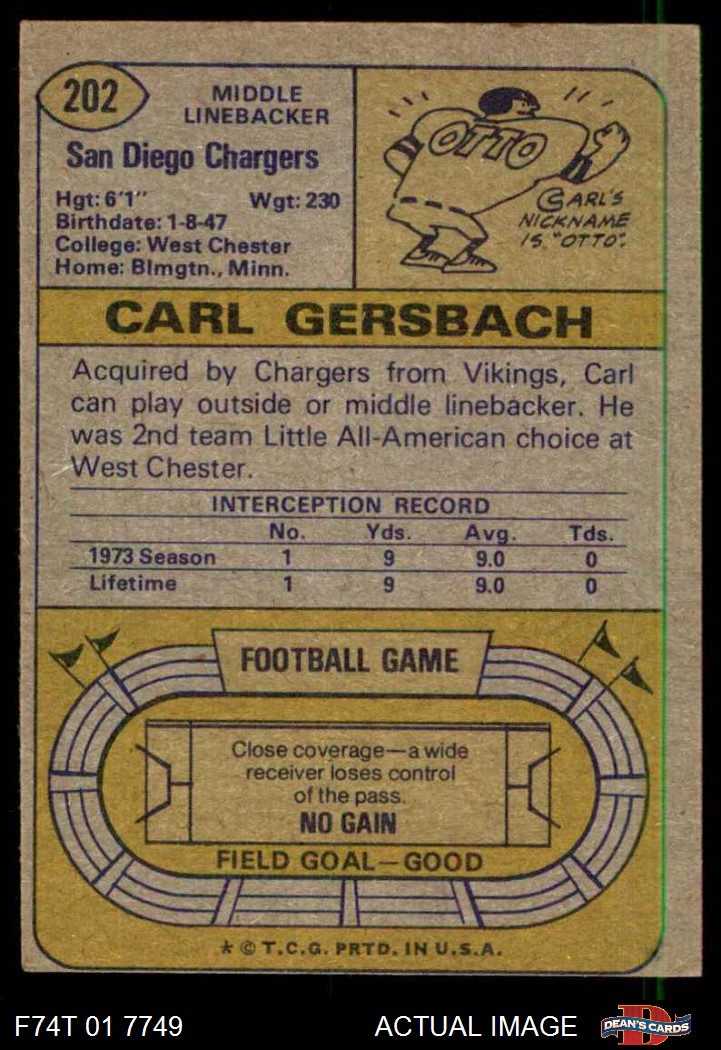 202
MIDDLE
LINEBACKER
San Diego Chargers
Hgt: 6'1" Wgt: 230
Birthdate: 1-8-47
College: West Chester
Home: Blmgtn., Minn.
OTTO
CARL'S
NICKNAME
IS "OTTO".
CARL GERSBACH
Acquired by Chargers from Vikings, Carl
can play outside or middle linebacker. He
was 2nd team Little All-American choice at
West Chester.
INTERCEPTION RECORD
No. Yds. Avg. Tds.
1973 Season 1 9 9.0 0
Lifetime 1 9 9.0 0
FOOTBALL GAME
Close coverage—a wide
receiver loses control
of the pass.
NO GAIN
FIELD GOAL—GOOD
* © T.C.G. PRTD. IN U.S.A.
F74T 01 7749 ACTUAL IMAGE
DEAN'S CARDS